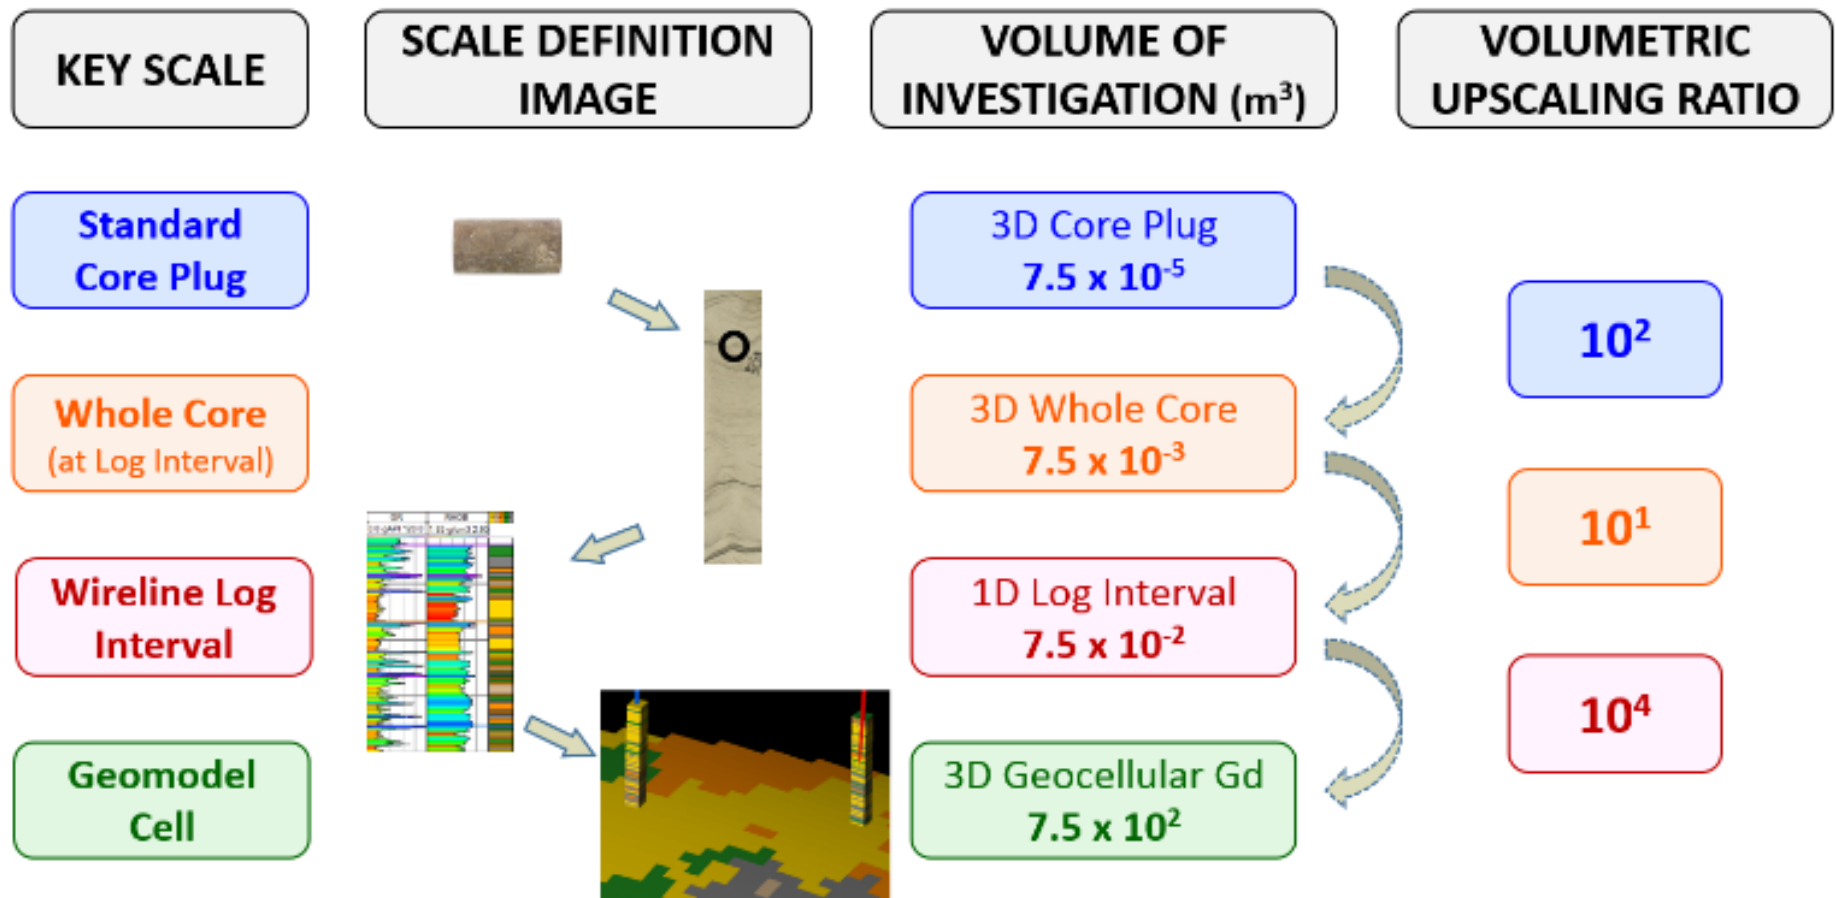 KEY SCALE
SCALE DEFINITION
IMAGE
VOLUME OF
INVESTIGATION (m³)
VOLUMETRIC
UPSCALING RATIO
Standard
Core Plug
3D Core Plug
7.5 x 10⁻⁵
10²
Whole Core
(at Log Interval)
3D Whole Core
7.5 x 10⁻³
10¹
Wireline Log
Interval
1D Log Interval
7.5 x 10⁻²
10⁴
Geomodel
Cell
3D Geocellular Gd
7.5 x 10²